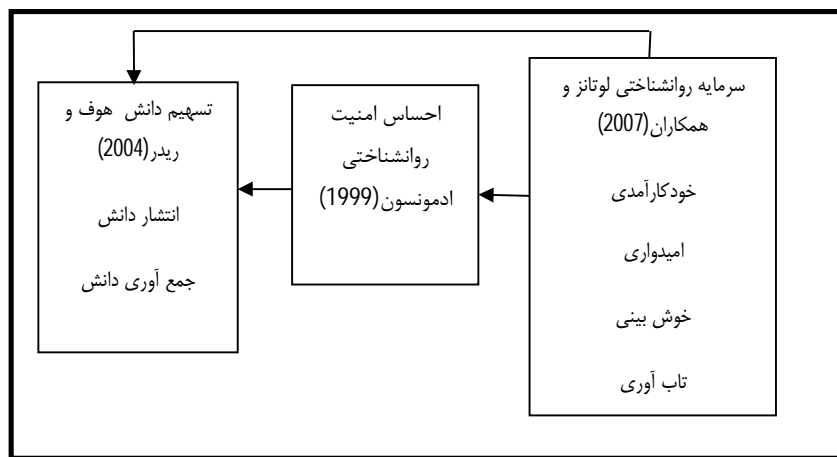 سرمایه روانشناختی لوتانز و
همکاران(2007)
خودکارآمدی
امیدواری
خوش بینی
تاب آوری
احساس امنیت
روانشناختی
ادمونسون(1999)
تسهیم دانش هوف و
ریدر(2004)
انتشار دانش
جمع آوری دانش